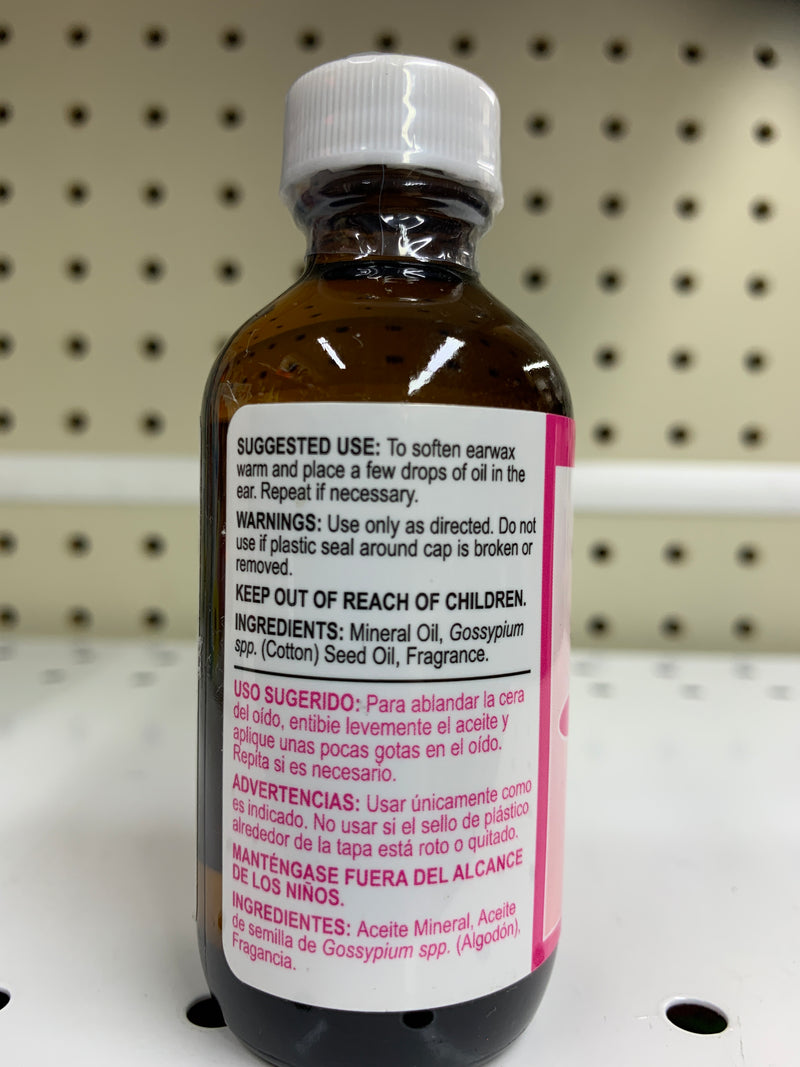 SUGGESTED USE: To soften earwax
warm and place a few drops of oil in the
ear. Repeat if necessary.
WARNINGS: Use only as directed. Do not
use if plastic seal around cap is broken or
removed.
KEEP OUT OF REACH OF CHILDREN.
INGREDIENTS: Mineral Oil, Gossypium
spp. (Cotton) Seed Oil, Fragrance.
USO SUGERIDO: Para ablandar la cera
del oído, entibie levemente el aceite y
aplique unas pocas gotas en el oído.
Repita si es necesario.
ADVERTENCIAS: Usar únicamente como
es indicado. No usar si el sello de plástico
alrededor de la tapa está roto o quitado.
MANTÉNGASE FUERA DEL ALCANCE
DE LOS NIÑOS.
INGREDIENTES: Aceite Mineral, Aceite
de semilla de Gossypium spp. (Algodón),
Fragancia.